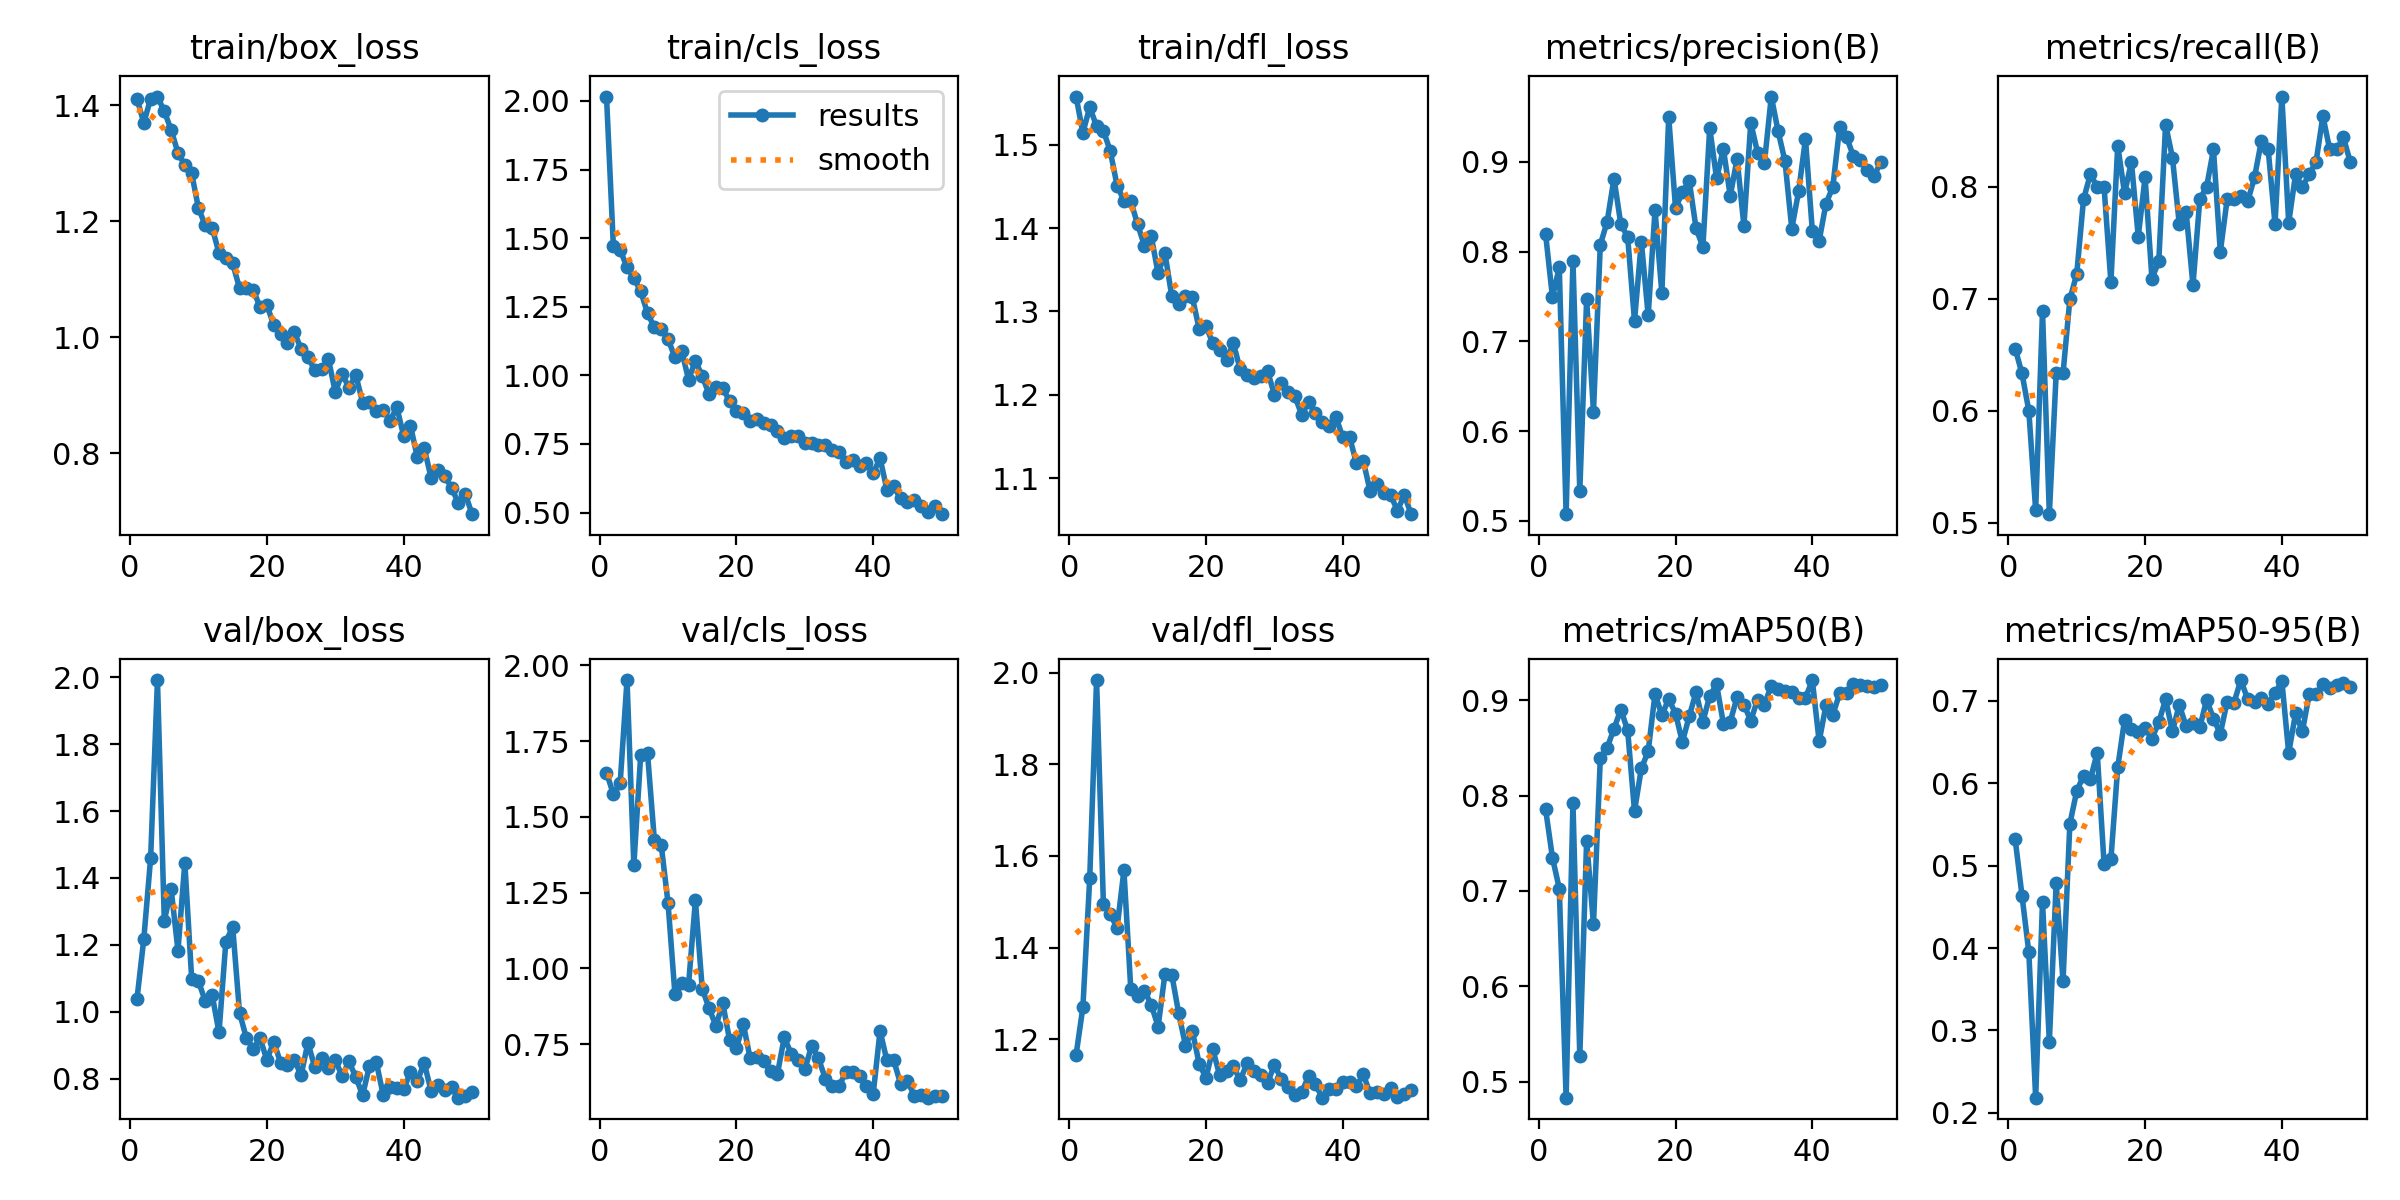 train/box_loss
1.4
1.2
1.0
0.8
0 20 40
train/cls_loss
results
smooth
2.00
1.75
1.50
1.25
1.00
0.75
0.50
0 20 40
train/dfl_loss
1.5
1.4
1.3
1.2
1.1
0 20 40
metrics/precision(B)
0.9
0.8
0.7
0.6
0.5
0 20 40
metrics/recall(B)
0.8
0.7
0.6
0.5
0 20 40
val/box_loss
2.0
1.8
1.6
1.4
1.2
1.0
0.8
0 20 40
val/cls_loss
2.00
1.75
1.50
1.25
1.00
0.75
0 20 40
val/dfl_loss
2.0
1.8
1.6
1.4
1.2
0 20 40
metrics/mAP50(B)
0.9
0.8
0.7
0.6
0.5
0 20 40
metrics/mAP50-95(B)
0.7
0.6
0.5
0.4
0.3
0.2
0 20 40